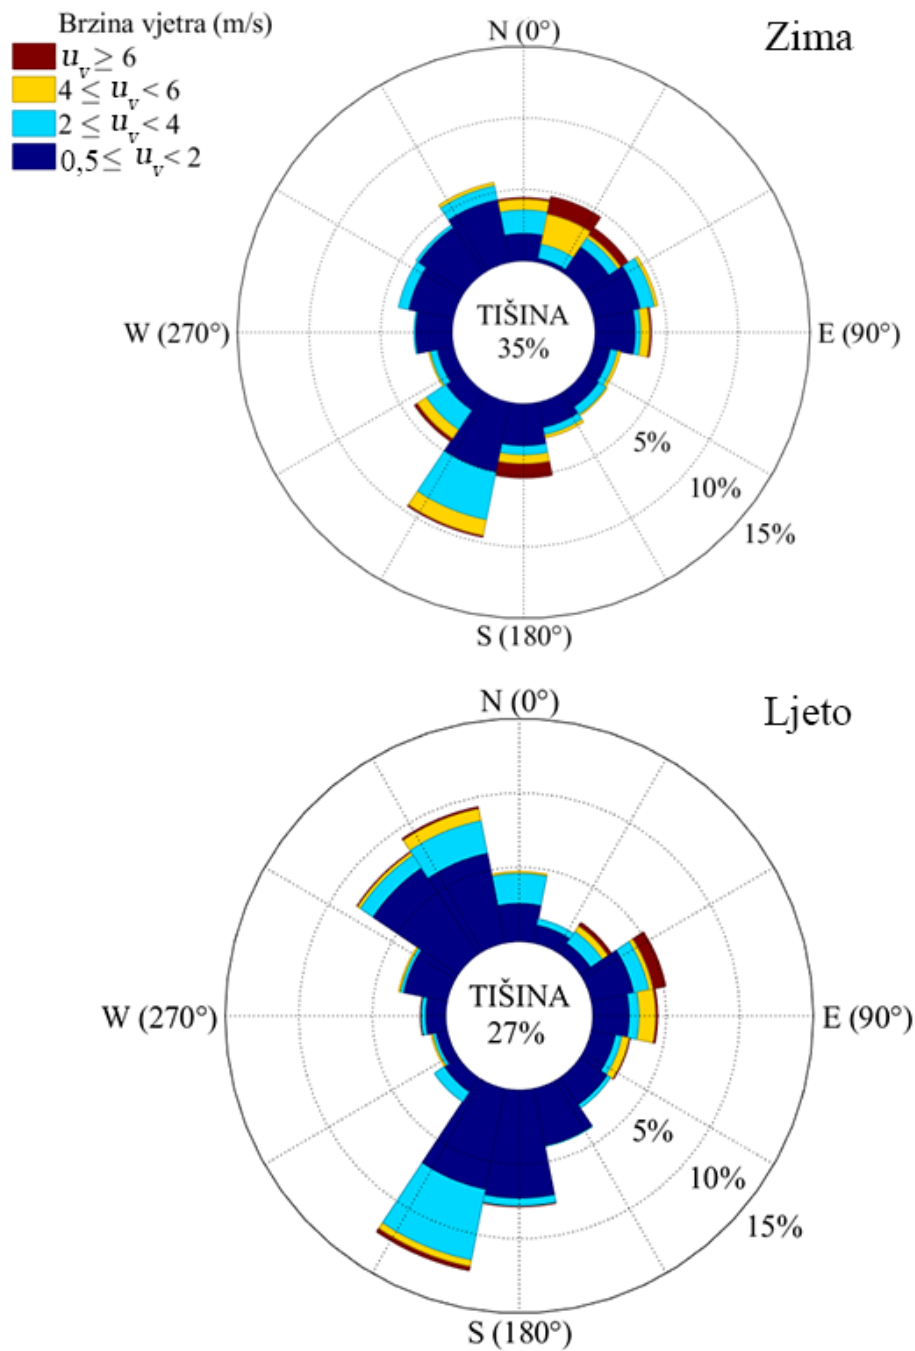 Brzina vjetra (m/s)
u_v ≥ 6
4 ≤ u_v < 6
2 ≤ u_v < 4
0,5 ≤ u_v < 2
Zima
N (0°)
W (270°)
TIŠINA
35%
E (90°)
5%
10%
15%
S (180°)
Ljeto
N (0°)
W (270°)
TIŠINA
27%
E (90°)
5%
10%
15%
S (180°)